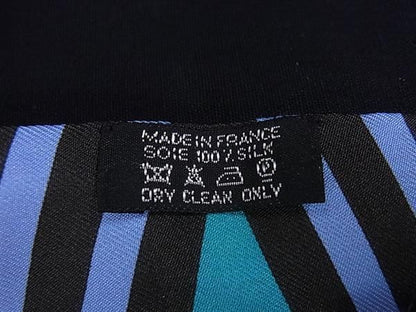 MADE IN FRANCE
SOIE 100% SILK
DRY CLEAN ONLY